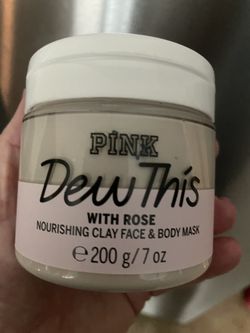 PINK
Dew This
WITH ROSE
NOURISHING CLAY FACE & BODY MASK
℮ 200 g/7 oz